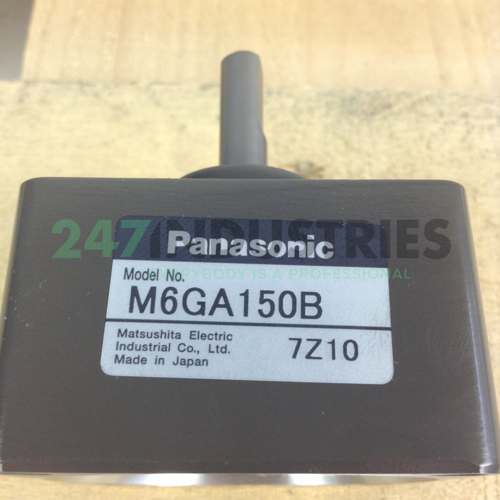 247INDUSTRIES
Panasonic
EVERYBODY IS A PROFESSIONAL
Model No.
M6GA150B
Matsushita Electric
Industrial Co., Ltd.
Made in Japan
7Z10